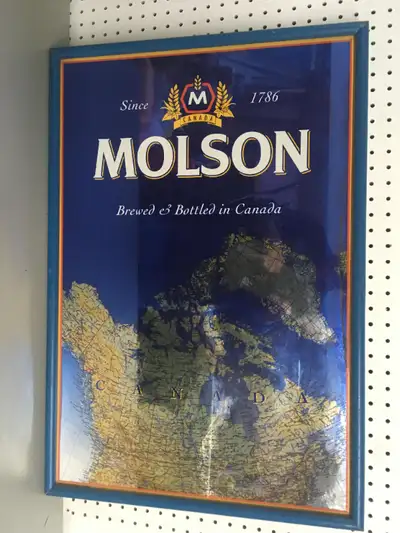 Since 1786
M
CANADA
MOLSON
Brewed & Bottled in Canada
CANADA